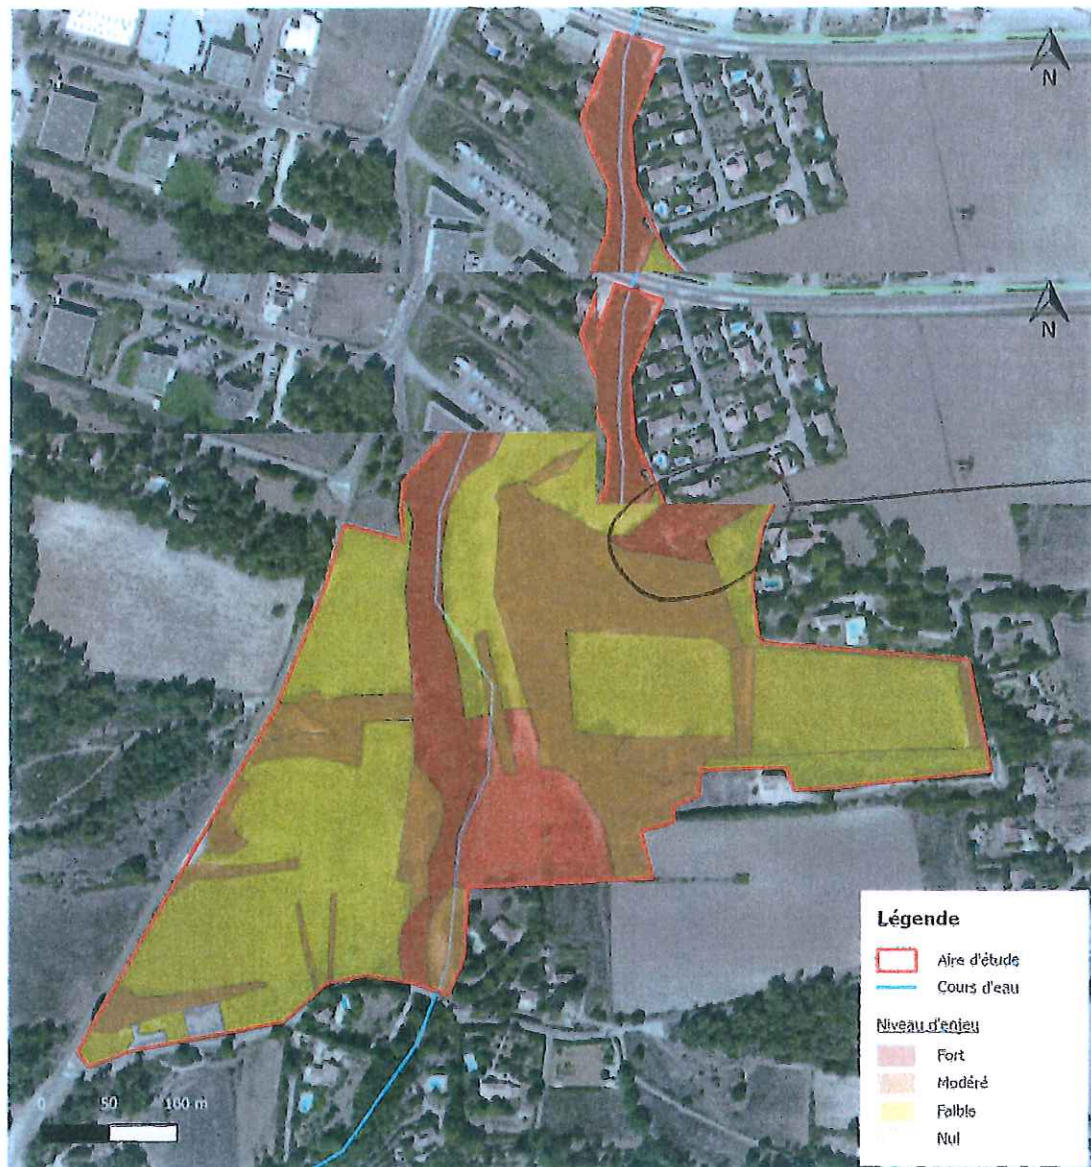 N
N
Légende
Aire d'étude
Cours d'eau
Niveau d'enjeu
Fort
Modéré
Faible
Nul
0 50 100 m